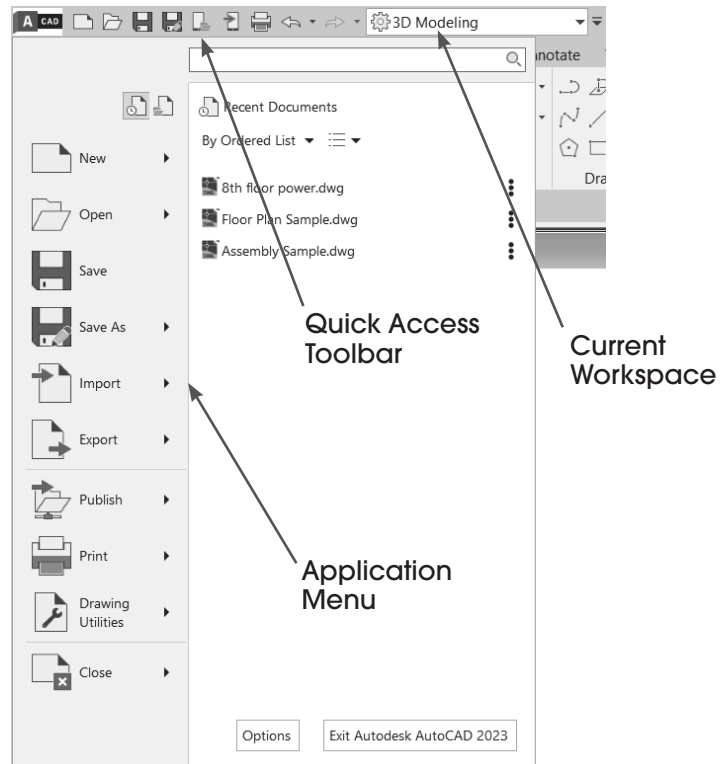 A CAD
3D Modeling
nnotate
Recent Documents
By Ordered List
New
8th floor power.dwg
Dra
Open
Floor Plan Sample.dwg
Assembly Sample.dwg
Save
Save As
Quick Access
Toolbar
Current
Workspace
Import
Export
Publish
Print
Application
Menu
Drawing
Utilities
Close
Options
Exit Autodesk AutoCAD 2023